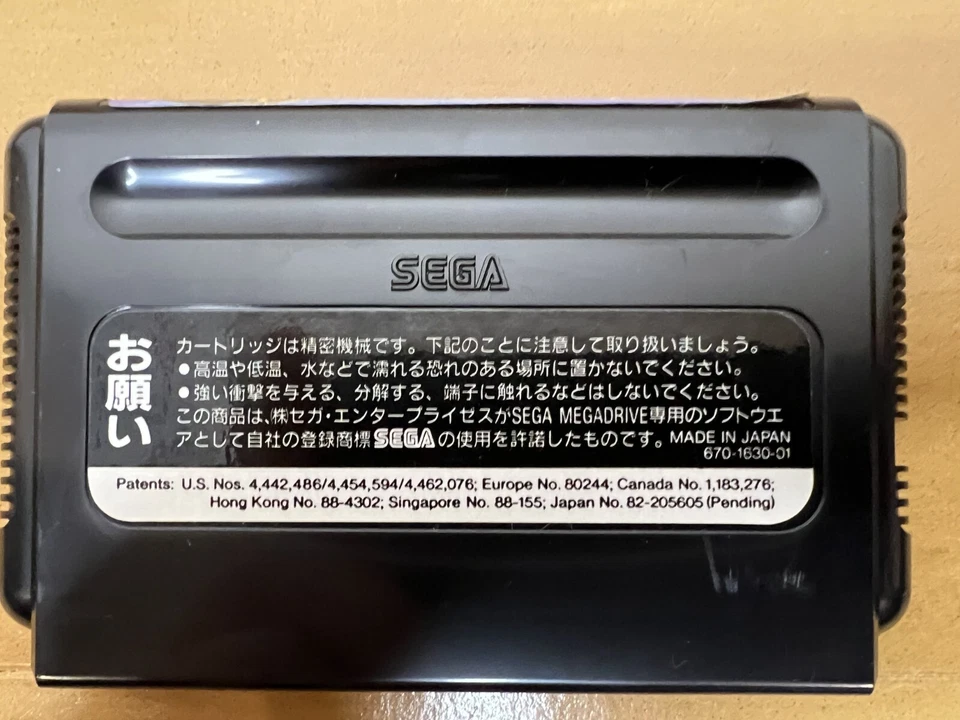 SEGA
お願い
カートリッジは精密機械です。下記のことに注意して取り扱いましょう。
●高温や低温、水などで濡れる恐れのある場所に置かないでください。
●強い衝撃を与える、分解する、端子に触れるなどはしないでください。
この商品は、㈱セガ・エンタープライゼスがSEGA MEGADRIVE専用のソフトウエ
アとして自社の登録商標SEGAの使用を許諾したものです。MADE IN JAPAN
670-1630-01
Patents: U.S. Nos. 4,442,486/4,454,594/4,462,076; Europe No. 80244; Canada No. 1,183,276;
Hong Kong No. 88-4302; Singapore No. 88-155; Japan No. 82-205605 (Pending)